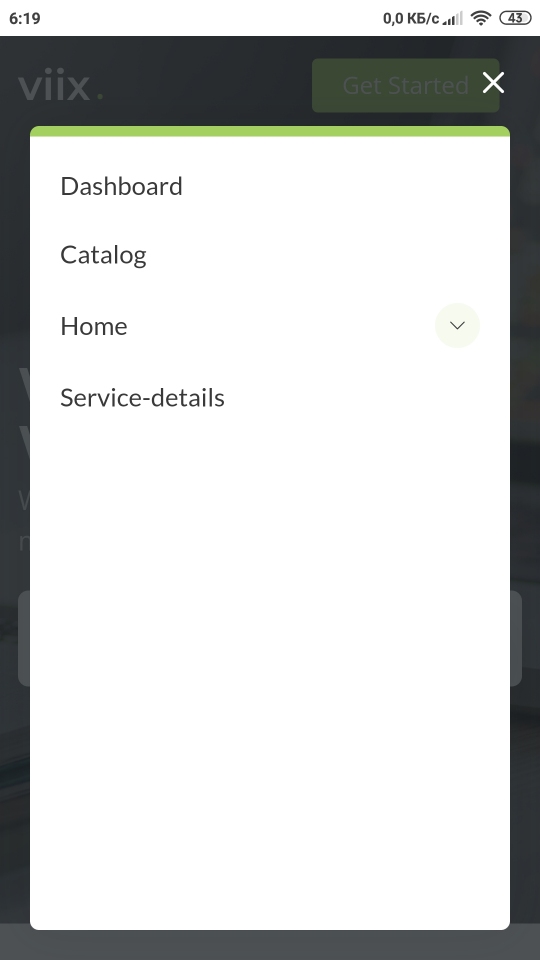 6:19
0,0 КБ/с
43
viix.
Get Started
Dashboard
Catalog
Home
Service-details